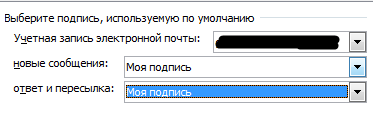 Выберите подпись, используемую по умолчанию
Учетная запись электронной почты:
новые сообщения: Моя подпись
ответ и пересылка: Моя подпись